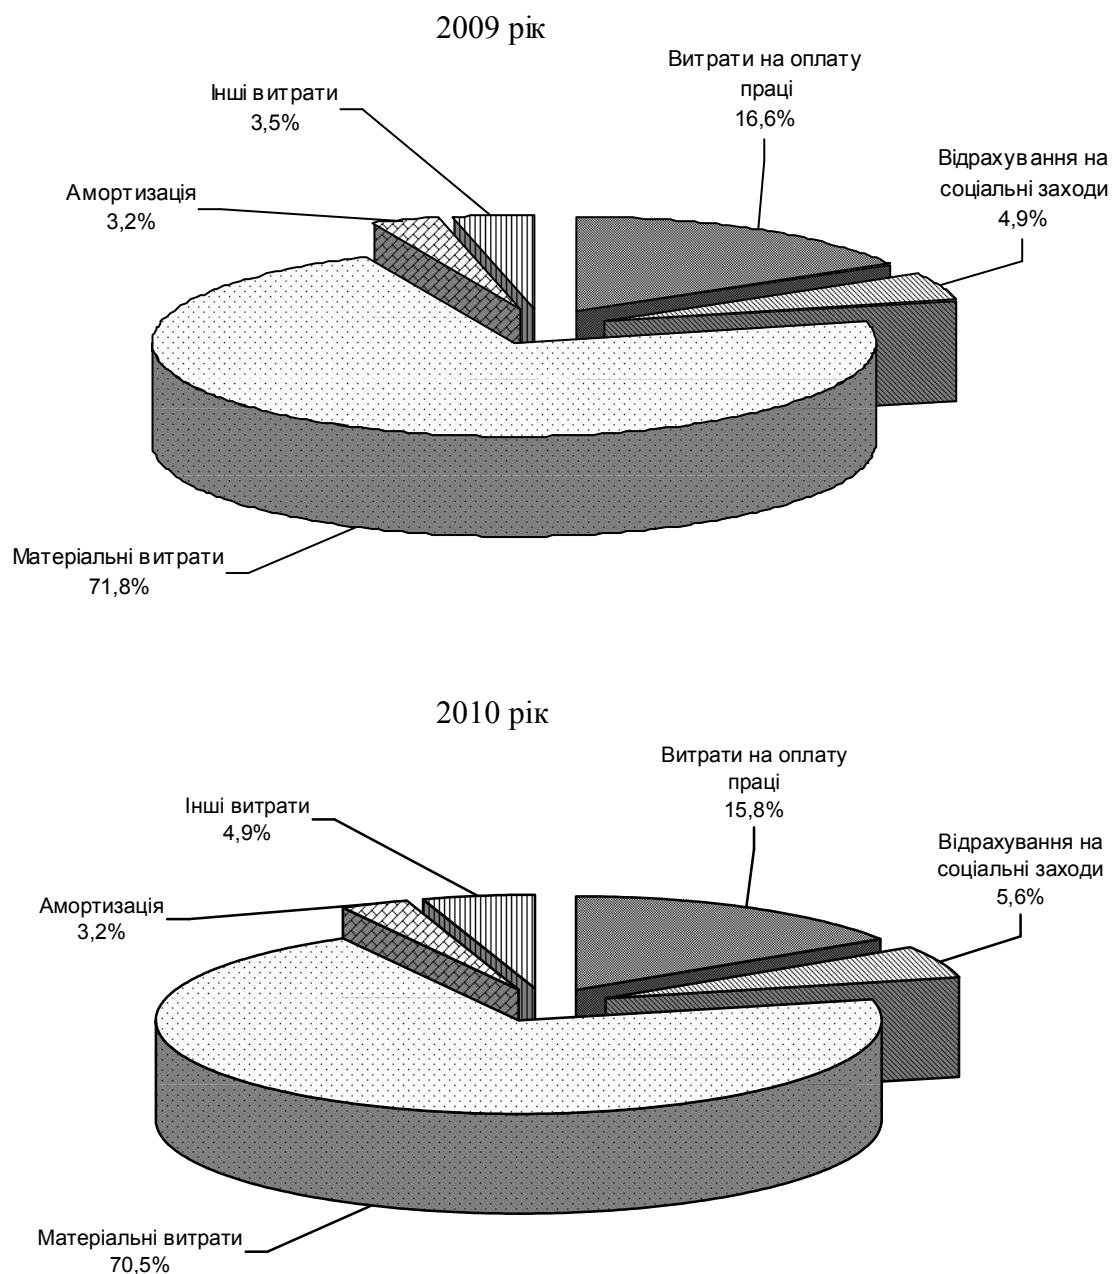 2009 рік
Витрати на оплату
праці
16,6%
Інші витрати
3,5%
Відрахування на
соціальні заходи
4,9%
Амортизація
3,2%
Матеріальні витрати
71,8%
2010 рік
Витрати на оплату
праці
15,8%
Інші витрати
4,9%
Відрахування на
соціальні заходи
5,6%
Амортизація
3,2%
Матеріальні витрати
70,5%